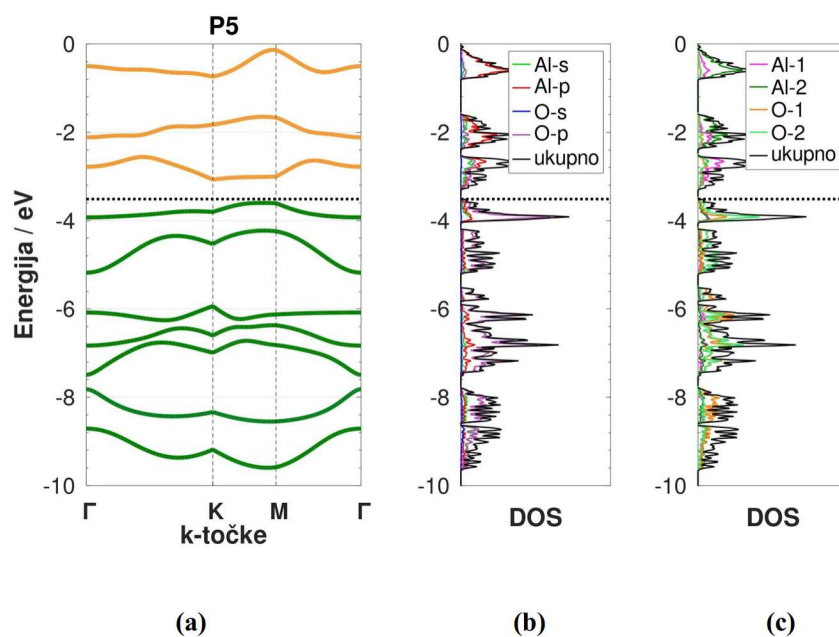 P5
0
-2
-4
-6
-8
-10
Energija / eV
Γ K M Γ
k-točke
(a)
0
-2
-4
-6
-8
-10
Al-s
Al-p
O-s
O-p
ukupno
DOS
(b)
0
-2
-4
-6
-8
-10
Al-1
Al-2
O-1
O-2
ukupno
DOS
(c)